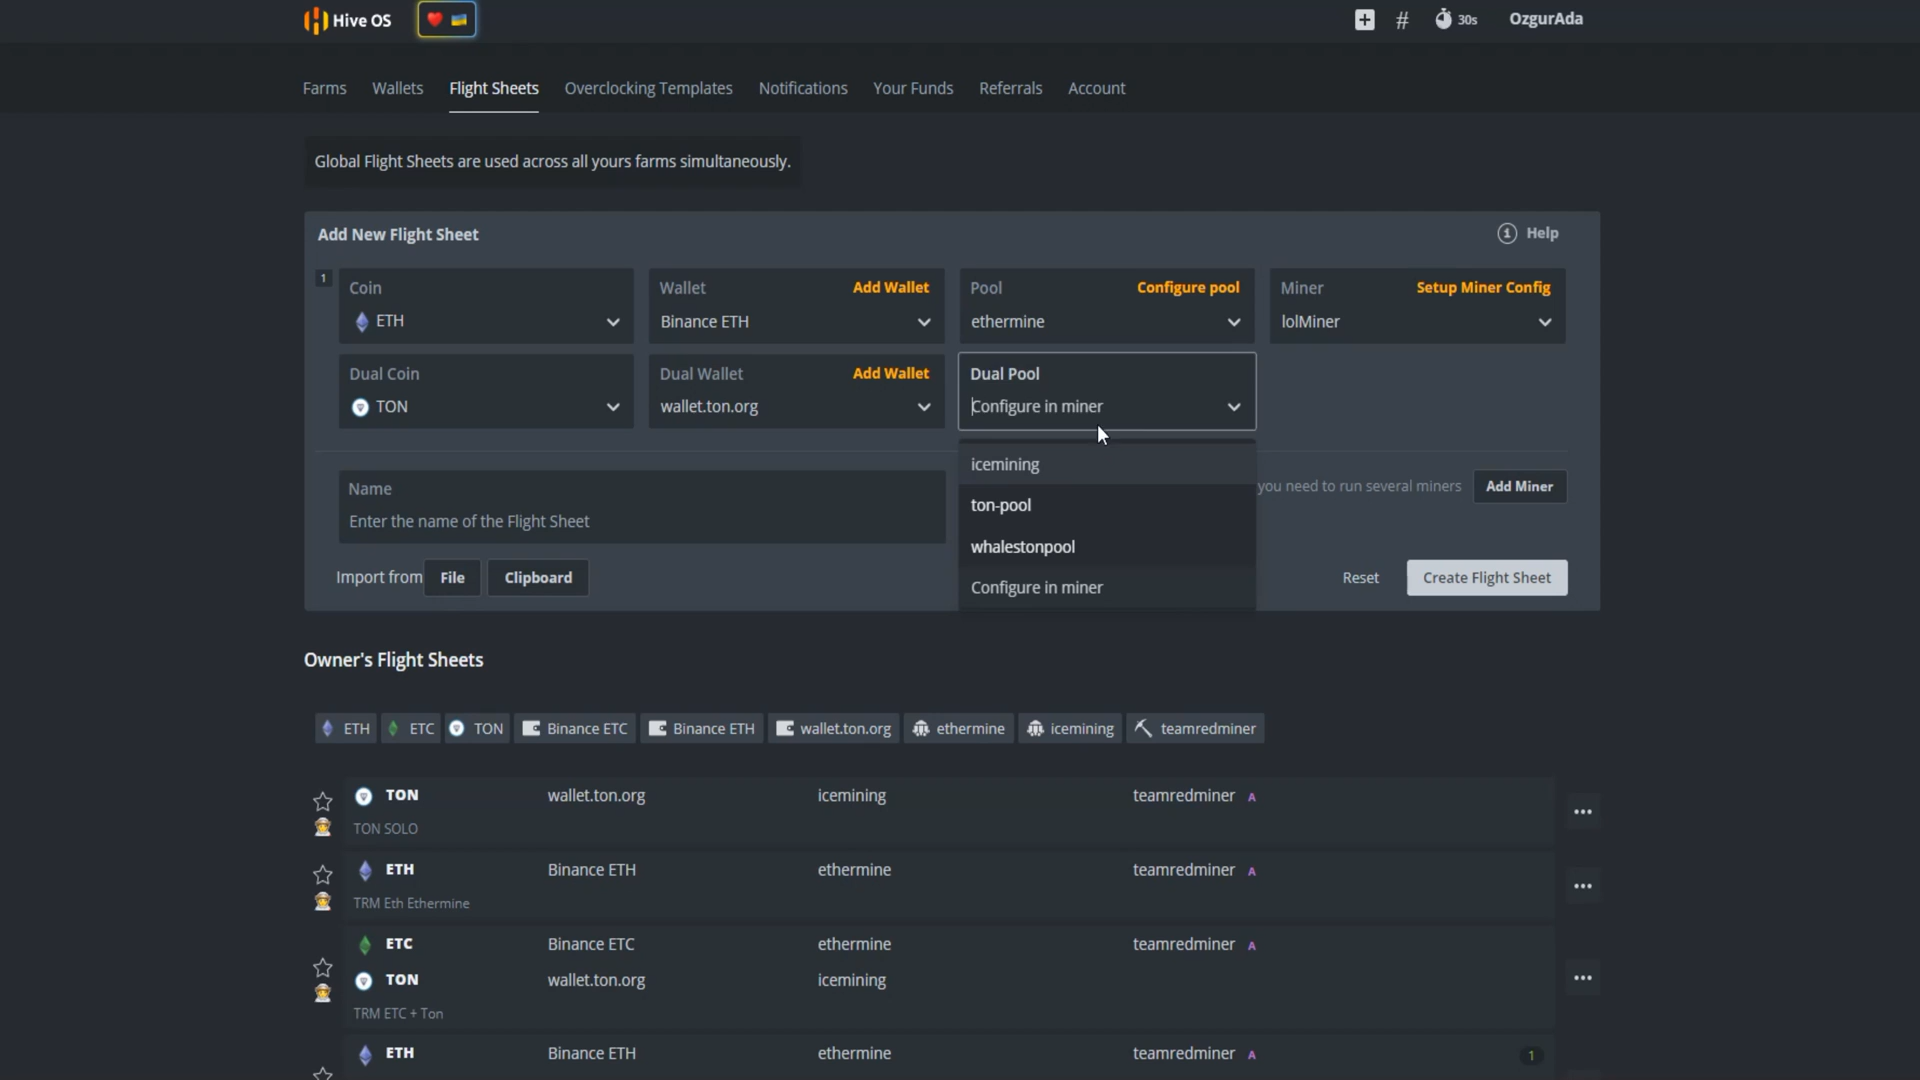 Hive OS
30s
OzgurAda
Farms Wallets Flight Sheets Overclocking Templates Notifications Your Funds Referrals Account
Global Flight Sheets are used across all yours farms simultaneously.
Add New Flight Sheet
Help
1
Coin
ETH
Wallet Add Wallet
Binance ETH
Pool Configure pool
ethermine
Miner Setup Miner Config
lolMiner
Dual Coin
TON
Dual Wallet Add Wallet
wallet.ton.org
Dual Pool
Configure in miner
icemining
ton-pool
whalestonpool
Configure in miner
Name
Enter the name of the Flight Sheet
you need to run several miners Add Miner
Import from File Clipboard
Reset Create Flight Sheet
Owner's Flight Sheets
ETH ETC TON Binance ETC Binance ETH wallet.ton.org ethermine icemining teamredminer
TON wallet.ton.org icemining teamredminer A
TON SOLO
ETH Binance ETH ethermine teamredminer A
TRM Eth Ethermine
ETC Binance ETC ethermine teamredminer A
TON wallet.ton.org icemining
TRM ETC + Ton
ETH Binance ETH ethermine teamredminer A 1